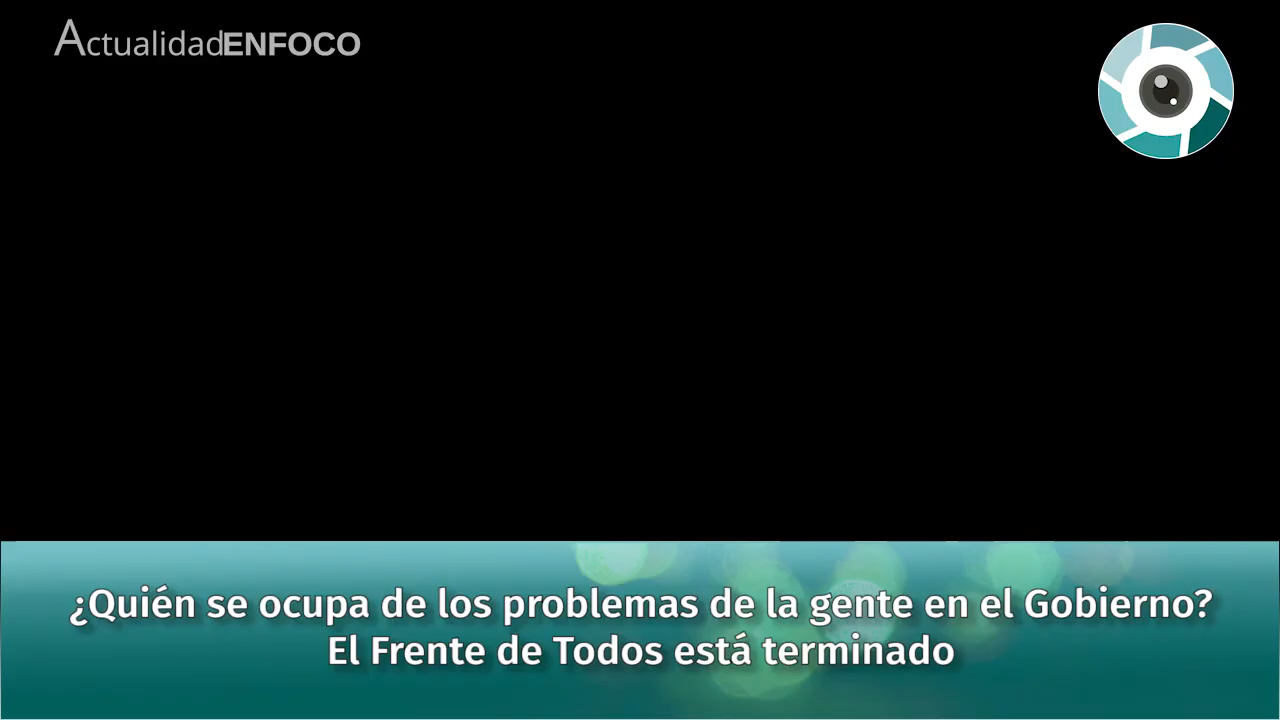 ActualidadENFOCO
¿Quién se ocupa de los problemas de la gente en el Gobierno?
El Frente de Todos está terminado